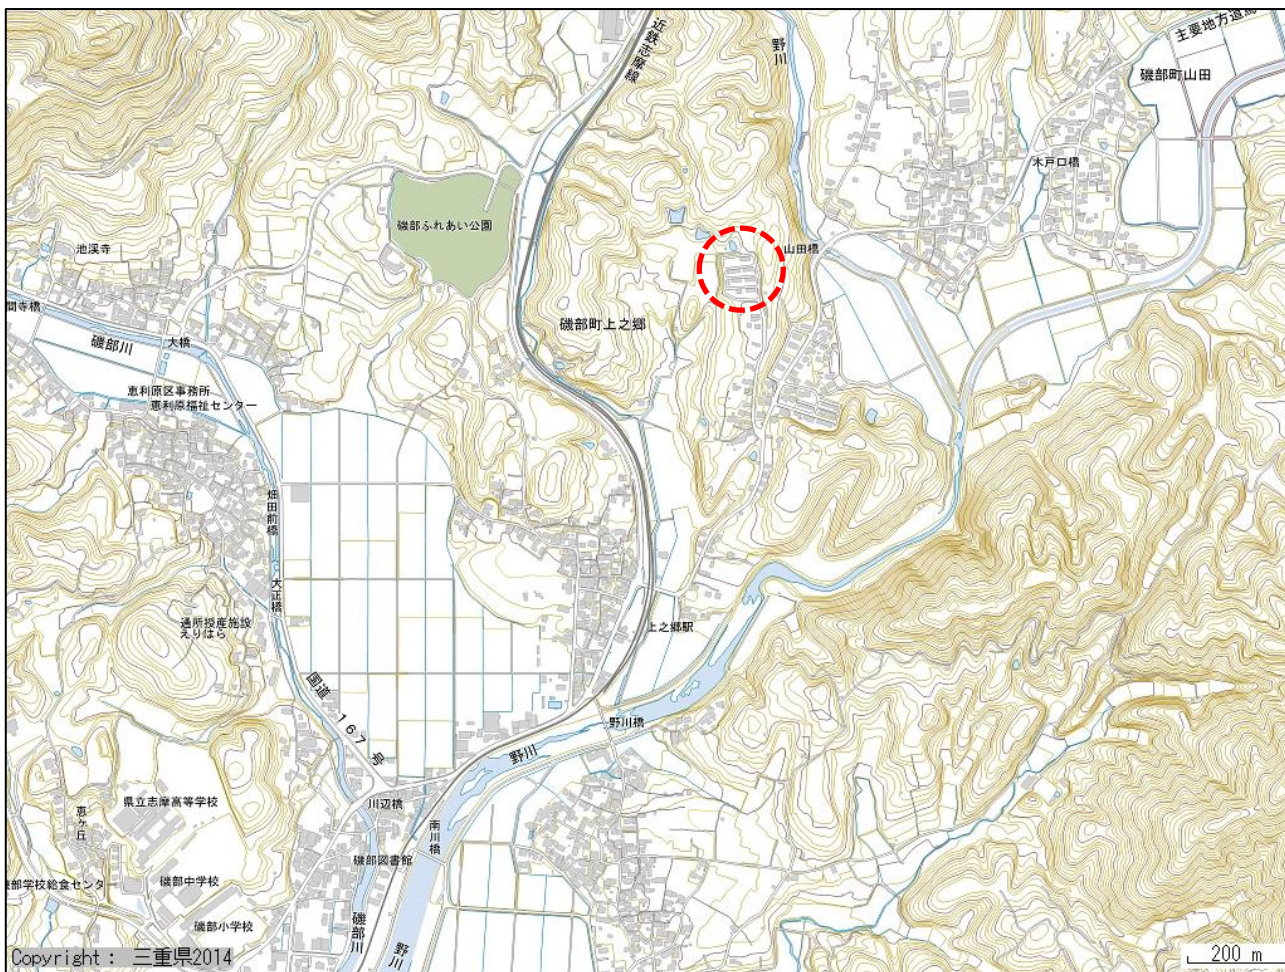 近鉄志摩線
野川
主要地方道鳥
磯部町山田
木戸口橋
磯部ふれあい公園
池溪寺
山田橋
間寺橋
磯部川
大橋
磯部町上之郷
恵利原区事務所
恵利原福祉センター
畑田前橋
大正橋
通所授産施設
えりはら
上之郷駅
国道 167 号
野川橋
野川
県立志摩高等学校
川辺橋
恵ヶ丘
南川橋
磯部図書館
磯部学校給食センター
磯部中学校
磯部小学校
磯部川
野川
Copyright : 三重県2014
200 m